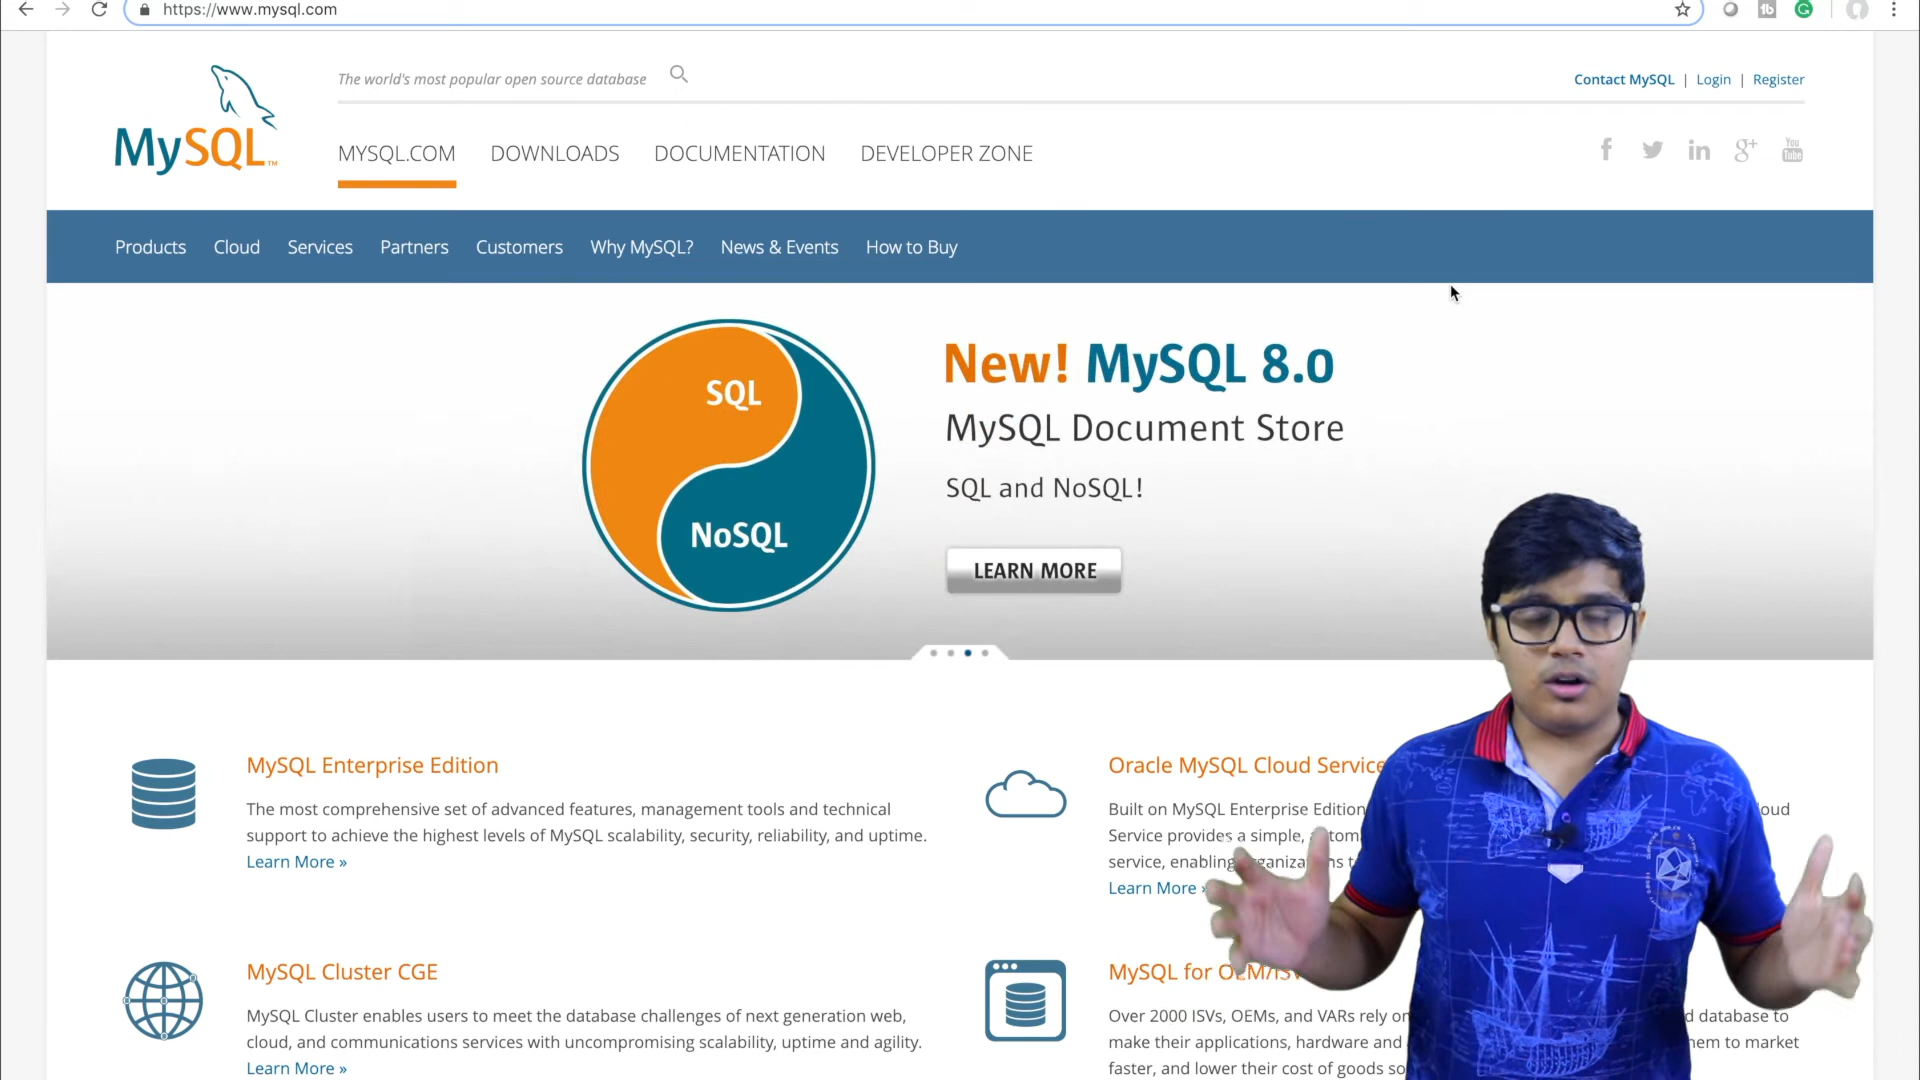 https://www.mysql.com
The world's most popular open source database
Contact MySQL | Login | Register
MySQL™
MYSQL.COM DOWNLOADS DOCUMENTATION DEVELOPER ZONE
You Tube
Products Cloud Services Partners Customers Why MySQL? News & Events How to Buy
SQL
NoSQL
New! MySQL 8.0
MySQL Document Store
SQL and NoSQL!
LEARN MORE
MySQL Enterprise Edition
The most comprehensive set of advanced features, management tools and technical
support to achieve the highest levels of MySQL scalability, security, reliability, and uptime.
Learn More »
Oracle MySQL Cloud Service
Built on MySQL Enterprise Edition
Service provides a simple,
service, enabling
Learn More »
MySQL Cluster CGE
MySQL Cluster enables users to meet the database challenges of next generation web,
cloud, and communications services with uncompromising scalability, uptime and agility.
Learn More »
MySQL for OEM/ISV
Over 2000 ISVs, OEMs, and VARs rely on database to
make their applications, hardware and to market
faster, and lower their cost of goods